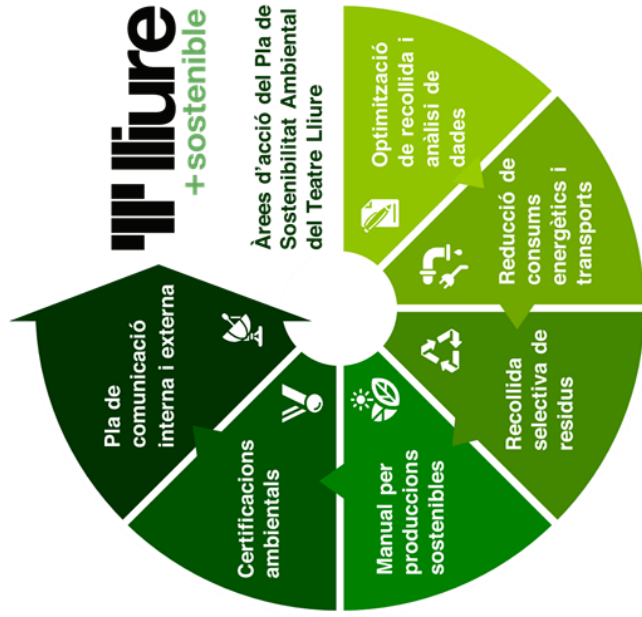 lliure
+sostenible
Àrees d'acció del Pla de
Sostenibilitat Ambiental
del Teatre Lliure
Optimització
de recollida i
anàlisi de
dades
Reducció de
consums
energètics i
transports
Recollida
selectiva de
residus
Manual per
produccions
sostenibles
Certificacions
ambientals
Pla de
comunicació
interna i externa